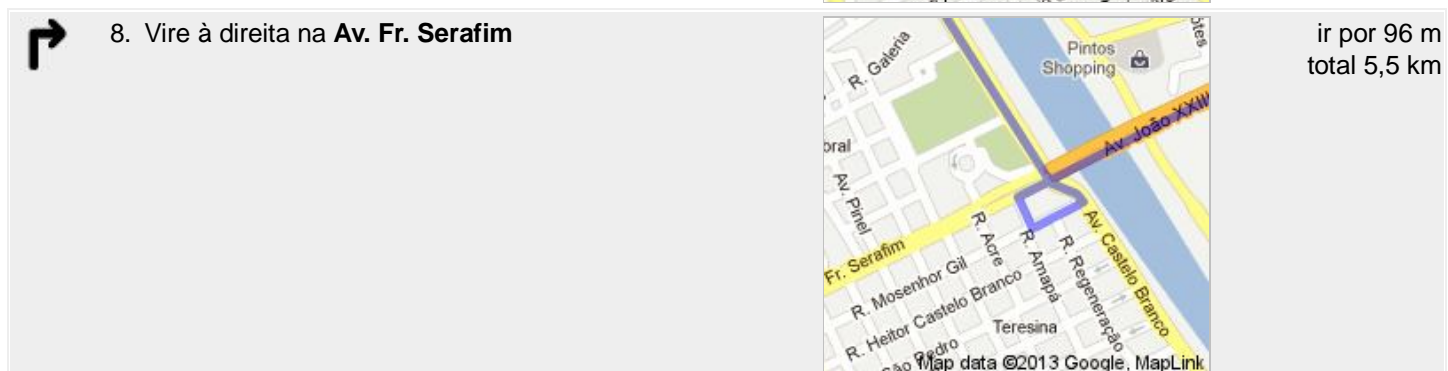 8. Vire à direita na Av. Fr. Serafim
ir por 96 m
total 5,5 km
R. Galeria
Pintos
Shopping
Av. João XXIII
Av. Pinel
R. Acre
R. Amapá
R. Regeneração
Av. Castelo Branco
Fr. Serafim
R. Mosenhor Gil
R. Heitor Castelo Branco
Teresina
Map data ©2013 Google, MapLink